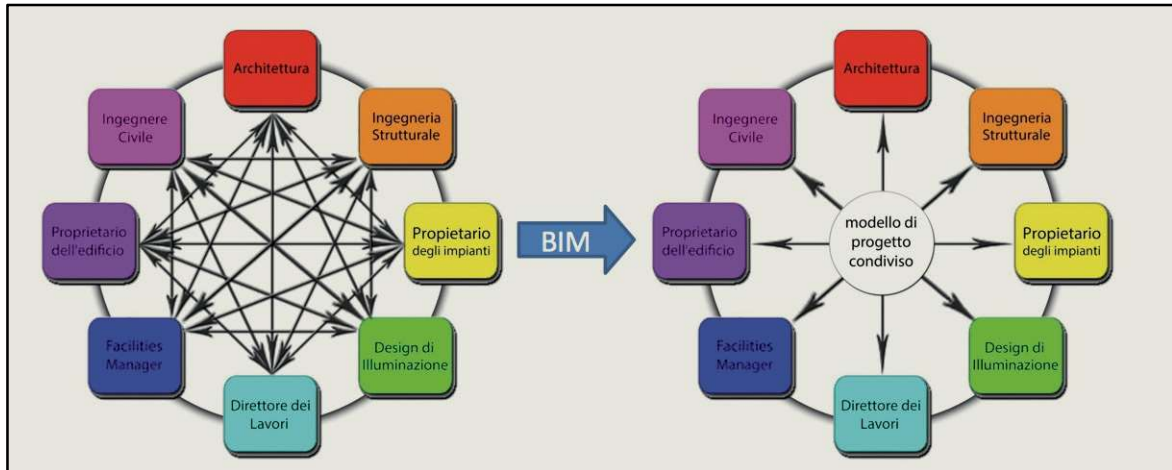 Architettura
Ingegnere
Civile
Ingegneria
Strutturale
Proprietario
dell'edificio
Propietario
degli impianti
Facilities
Manager
Design di
Illuminazione
Direttore dei
Lavori
BIM
Architettura
Ingegnere
Civile
Ingegneria
Strutturale
Proprietario
dell'edificio
modello di
progetto
condiviso
Propietario
degli impianti
Facilities
Manager
Design di
Illuminazione
Direttore dei
Lavori